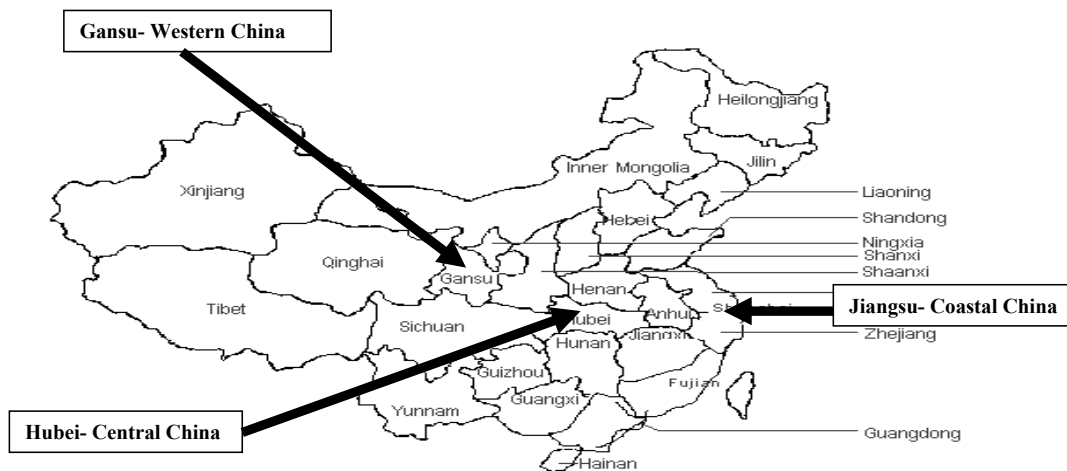 Gansu- Western China
Heilongjiang
Jilin
Inner Mongolia
Xinjiang
Liaoning
Hebei
Shandong
Ningxia
Qinghai
Shanxi
Gansu
Shaanxi
Henan
Tibet
Jiangsu- Coastal China
Anhui
Sichuan
Zhejiang
Jiangxi
Hunan
Guizhou
Fujian
Yunnam
Guangxi
Hubei- Central China
Guangdong
Hainan